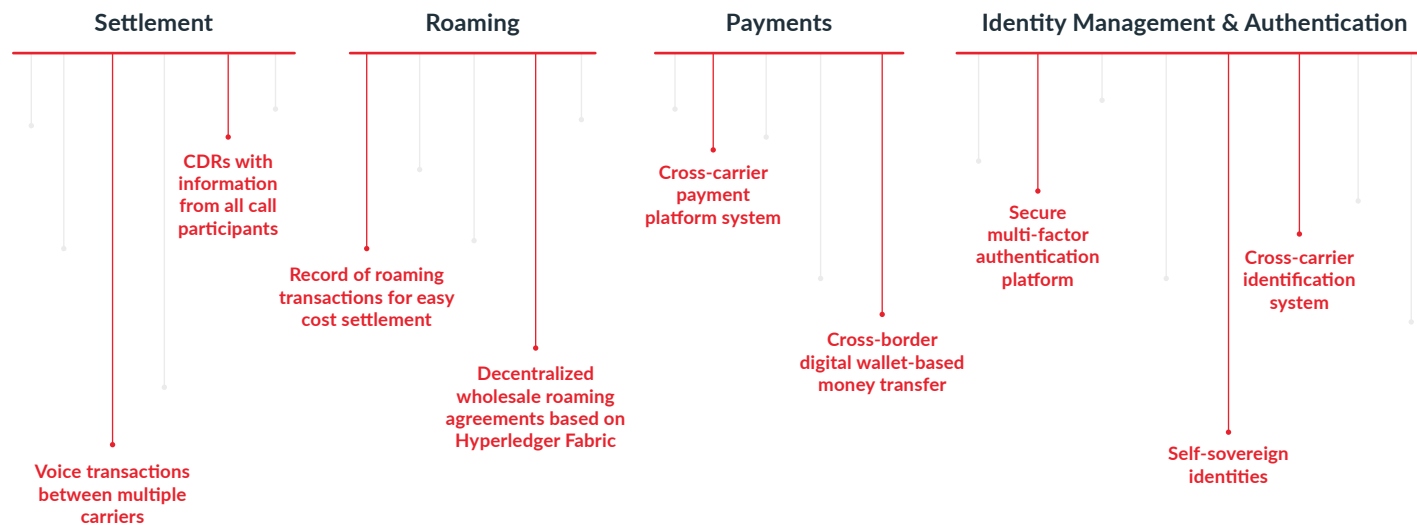 Settlement
Voice transactions
between multiple
carriers
CDRs with
information
from all call
participants
Roaming
Record of roaming
transactions for easy
cost settlement
Decentralized
wholesale roaming
agreements based on
Hyperledger Fabric
Payments
Cross-carrier
payment
platform system
Cross-border
digital wallet-based
money transfer
Identity Management & Authentication
Secure
multi-factor
authentication
platform
Self-sovereign
identities
Cross-carrier
identification
system